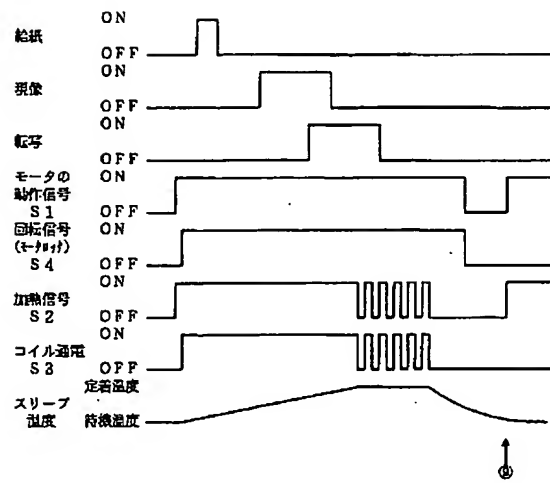 ON
給紙
OFF
ON
現像
OFF
ON
転写
OFF
モータの ON
動作信号
S1 OFF
回転信号 ON
(モータロック)
S4 OFF
ON
加熱信号
S2 OFF
ON
コイル通電
S3 OFF
定着温度
スリーブ
温度 待機温度